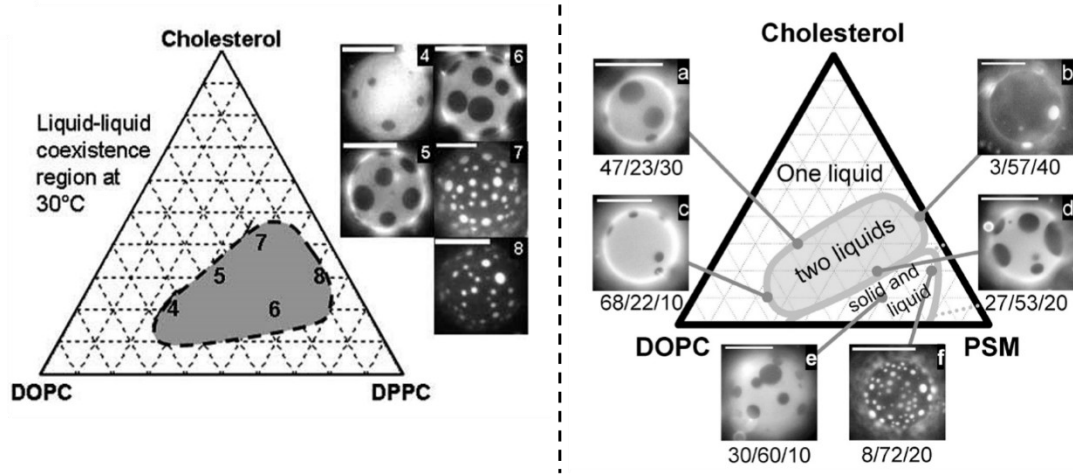 Cholesterol
Liquid-liquid
coexistence
region at
30°C
4
5
6
7
8
DOPC
DPPC
4
6
5
7
8
Cholesterol
a
47/23/30
b
3/57/40
One liquid
two liquids
solid and
liquid
c
68/22/10
d
27/53/20
DOPC
PSM
e
30/60/10
f
8/72/20